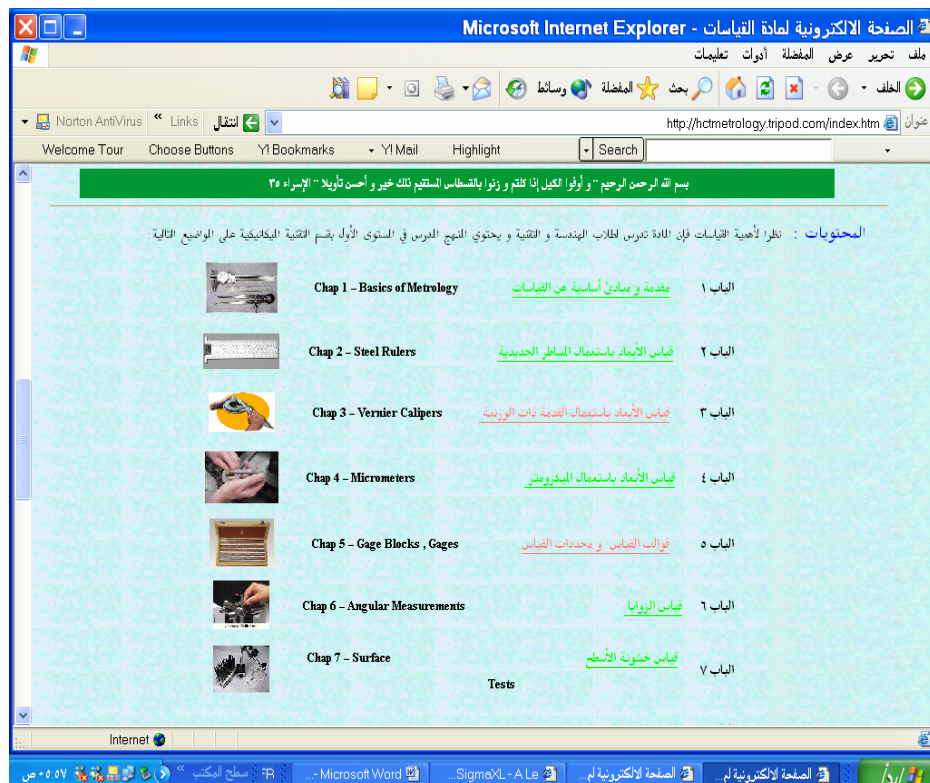 الصفحة الالكترونية لمادة القياسات - Microsoft Internet Explorer
ملف تحرير عرض المفضلة أدوات تعليمات
الخلف بحث المفضلة وسائط
عنوان http://hctmetrology.tripod.com/index.htm انتقال Links » Norton AntiVirus
Welcome Tour Choose Buttons Y! Bookmarks Y! Mail Highlight Search
بسم الله الرحمن الرحيم " و أوفوا الكيل إذا كلتم و زنوا بالقسطاس المستقيم ذلك خير و أحسن تأويلا " الإسراء ٣٥
المحتويات : نظرا لأهمية القياسات فإن المادة تدرس لطلاب الهندسة و التقنية و يحتوي النهج الدرس في المستوى الأول بقسم التقنية الميكانيكية على المواضيع التالية :
الباب ١ مقدمة و مبادئ أساسية عن القياسات Chap 1 – Basics of Metrology
الباب ٢ قياس الأبعاد باستعمال المساطر الحديدية Chap 2 – Steel Rulers
الباب ٣ قياس الأبعاد باستعمال القدمة ذات الورنية Chap 3 – Vernier Calipers
الباب ٤ قياس الأبعاد باستعمال الميكرومتر Chap 4 – Micrometers
الباب ٥ قوالب القياس و محددات القياس Chap 5 – Gage Blocks , Gages
الباب ٦ قياس الزوايا Chap 6 – Angular Measurements
الباب ٧ قياس خشونة الأسطح Chap 7 – Surface
Tests
Internet
ابدأ الصفحة الالكترونية لم... الصفحة الالكترونية لم... SigmaXL - A Le... Microsoft Word -... سطح المكتب » ٠٥:٥٧ ص